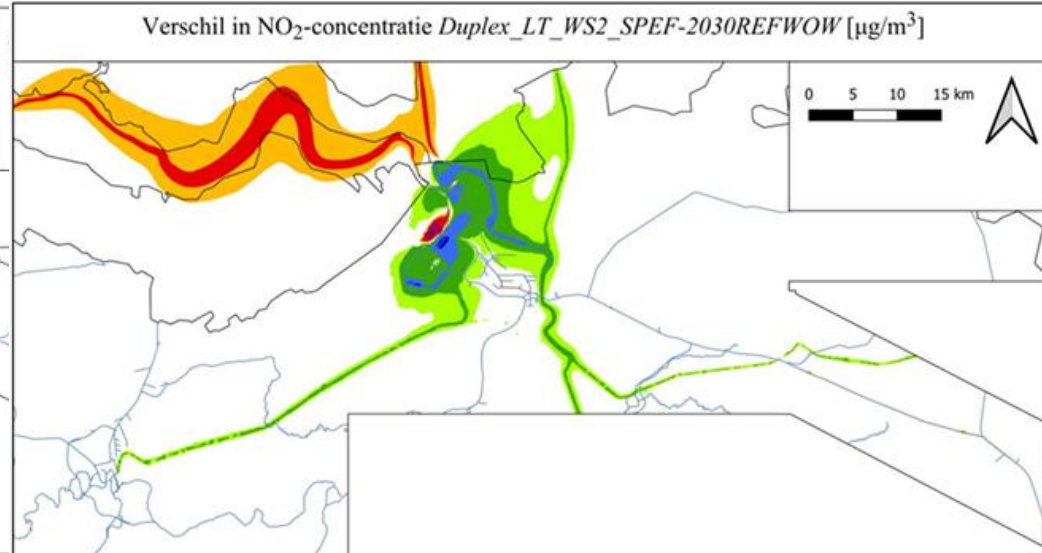 Verschil in NO₂-concentratie Duplex_LT_WS2_SPEF-2030REFWOW [µg/m³]
0 5 10 15 km